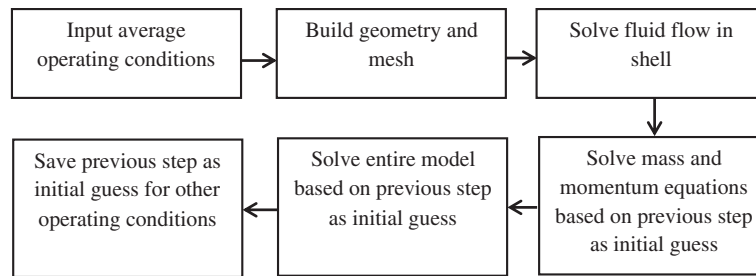 Input average
operating conditions
Build geometry and
mesh
Solve fluid flow in
shell
Solve mass and
momentum equations
based on previous step
as initial guess
Solve entire model
based on previous step
as initial guess
Save previous step as
initial guess for other
operating conditions